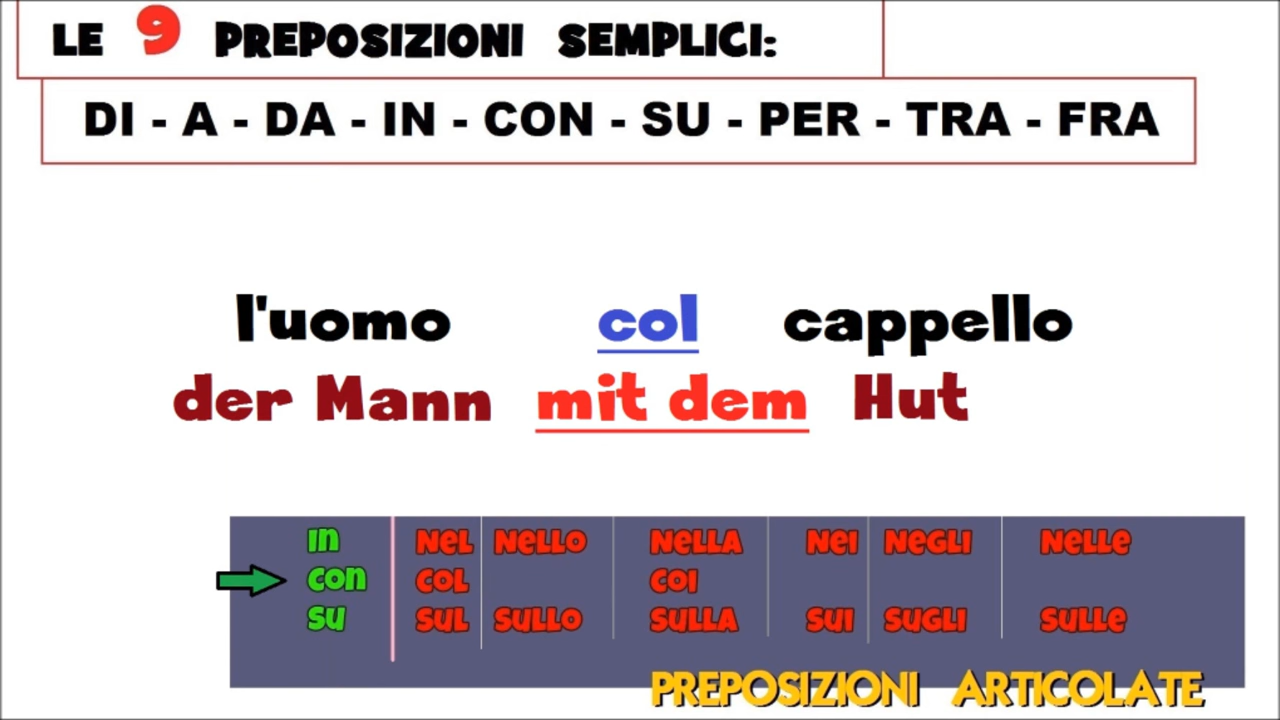 LE 9 PREPOSIZIONI SEMPLICI:
DI - A - DA - IN - CON - SU - PER - TRA - FRA
l'uomo col cappello
der Mann mit dem Hut
in nel nello nella nei negli nelle
con col coi
su sul sullo sulla sui sugli sulle
PREPOSIZIONI ARTICOLATE